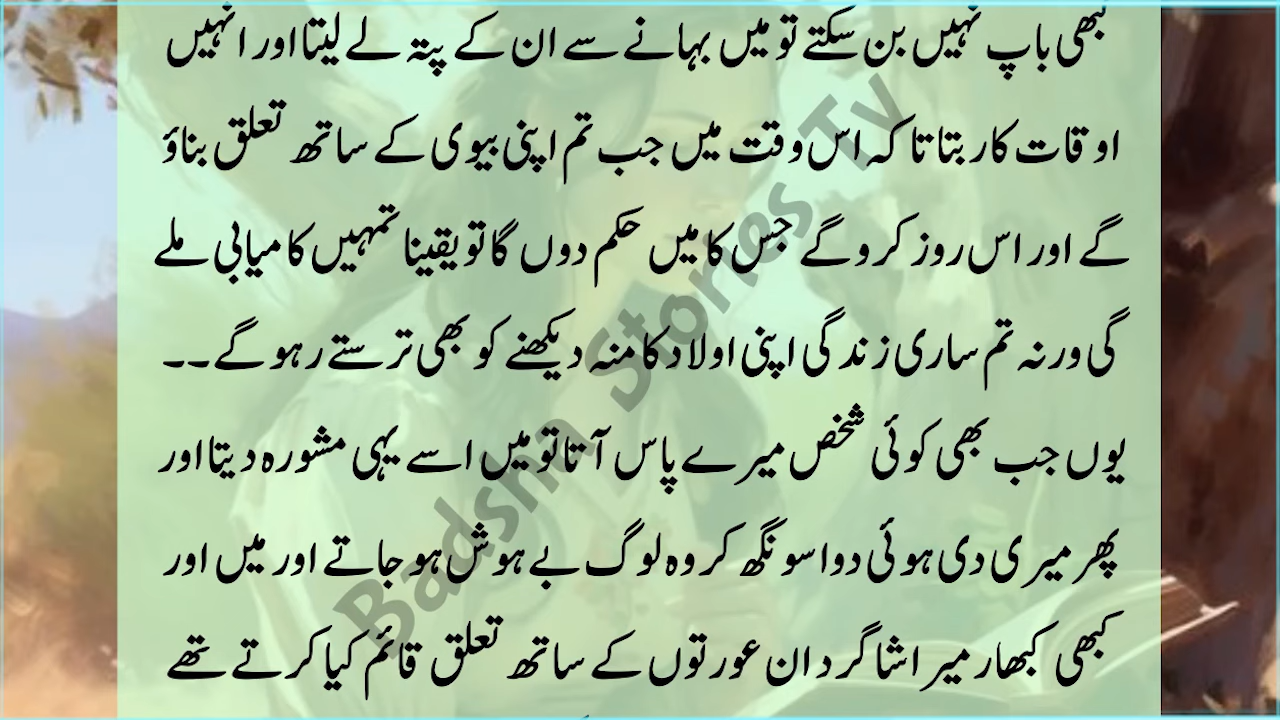 کبھی باپ نہیں بن سکتے تو میں بہانے سے ان کے پتہ لے لیتا اور انہیں
اوقات کار بتاتا کہ اس وقت میں جب تم اپنی بیوی کے ساتھ تعلق بناؤ
گے اور اس روز کرو گے جس کا میں حکم دوں گا تو یقینا تمہیں کامیابی ملے
گی ورنہ تم ساری زندگی اپنی اولاد کا منہ دیکھنے کو بھی ترستے رہو گے۔۔
یوں جب بھی کوئی شخص میرے پاس آتا تو میں اسے یہی مشورہ دیتا اور
پھر میری دی ہوئی دوا سونگھ کر وہ لوگ بے ہوش ہو جاتے اور میں اور
کبھی کبھار میرا شاگرد ان عورتوں کے ساتھ تعلق قائم کیا کرتے تھے
Badsha Stories Tv